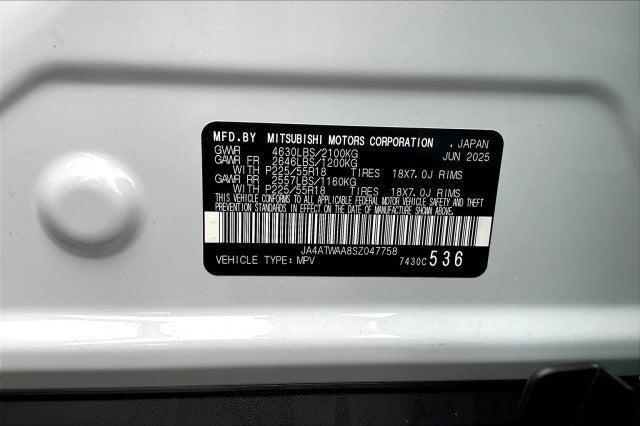 MFD.BY MITSUBISHI MOTORS CORPORATION , JAPAN
GVWR 4630LBS/2100KG JUN 2025
GAWR FR 2646LBS/1200KG
WITH P225/55R18 TIRES 18X7.0J RIMS
GAWR RR 2557LBS/1160KG
WITH P225/55R18 TIRES 18X7.0J RIMS
THIS VEHICLE CONFORMS TO ALL APPLICABLE FEDERAL MOTOR VEHICLE SAFETY AND THEFT
PREVENTION STANDARDS IN EFFECT ON THE DATE OF MANUFACTURE SHOWN ABOVE.
JA4ATWAA8SZ047758
VEHICLE TYPE: MPV 7430C 536